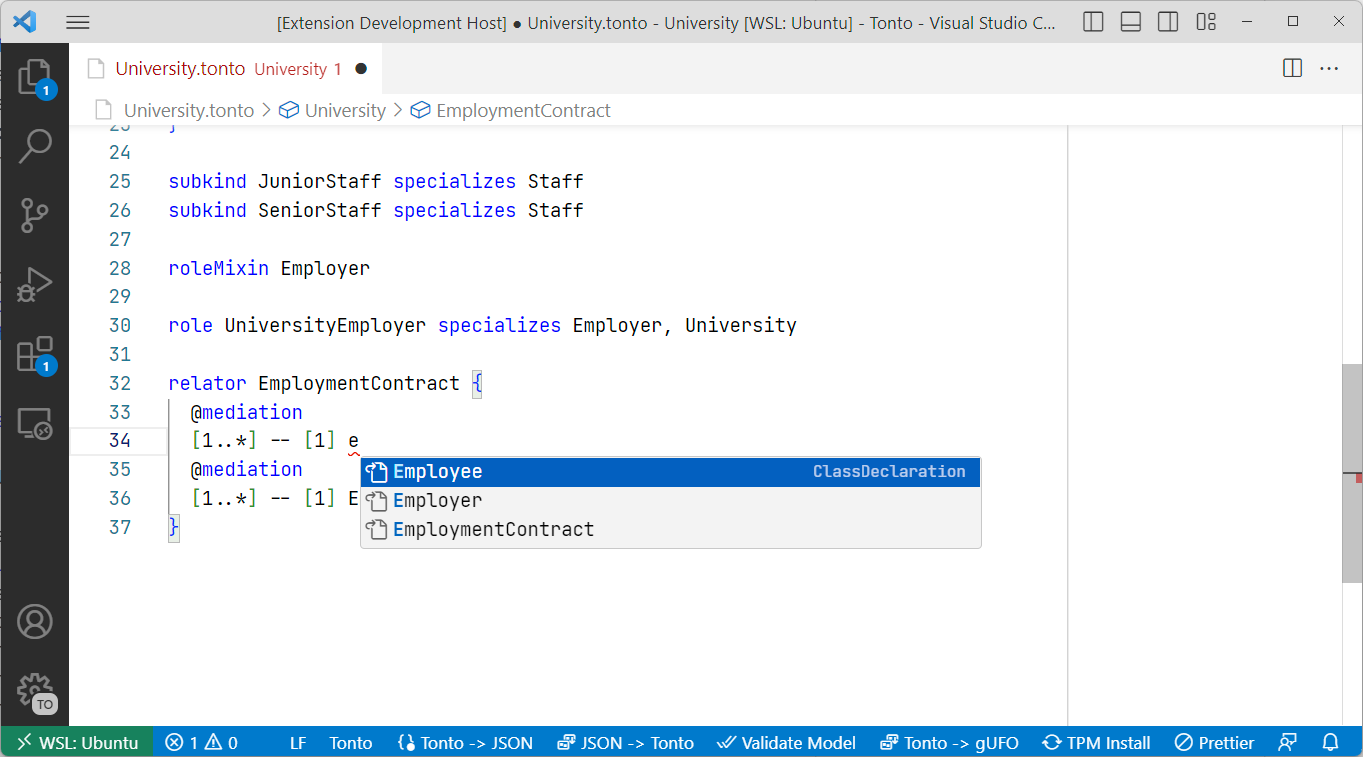 [Extension Development Host] ● University.tonto - University [WSL: Ubuntu] - Tonto - Visual Studio C...
University.tonto University 1 ●
1
University.tonto > University > EmploymentContract
23 }
24
25 subkind JuniorStaff specializes Staff
26 subkind SeniorStaff specializes Staff
27
28 roleMixin Employer
29
30 role UniversityEmployer specializes Employer, University
31
32 relator EmploymentContract {
33 @mediation
34 [1..*] -- [1] e
35 @mediation
Employee ClassDeclaration
36 [1..*] -- [1] E
Employer
37 }
EmploymentContract
1
TO
WSL: Ubuntu 1 0 LF Tonto Tonto -> JSON JSON -> Tonto Validate Model Tonto -> gUFO TPM Install Prettier